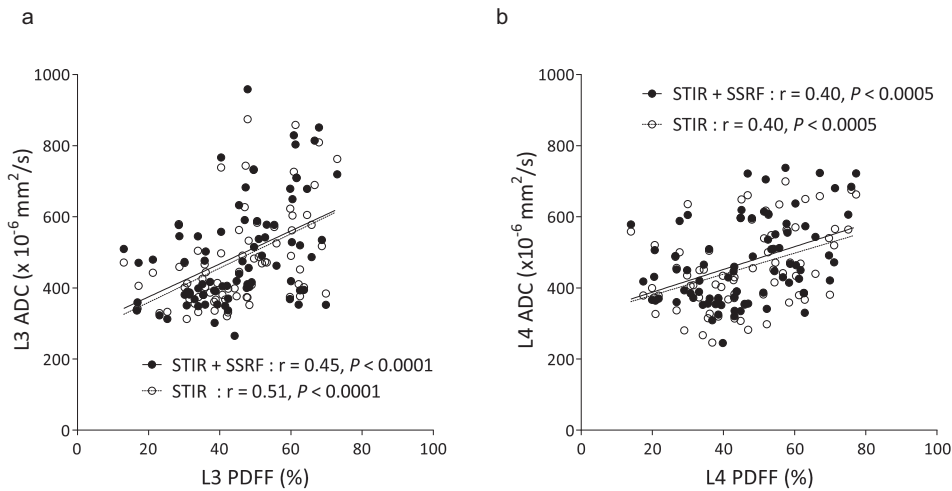 a
1000
800
600
400
200
0
0 20 40 60 80 100
L3 ADC (x 10⁻⁶ mm²/s)
L3 PDFF (%)
STIR + SSRF : r = 0.45, P < 0.0001
STIR : r = 0.51, P < 0.0001
b
1000
800
600
400
200
0
0 20 40 60 80 100
L4 ADC (x10⁻⁶ mm²/s)
L4 PDFF (%)
STIR + SSRF : r = 0.40, P < 0.0005
STIR : r = 0.40, P < 0.0005